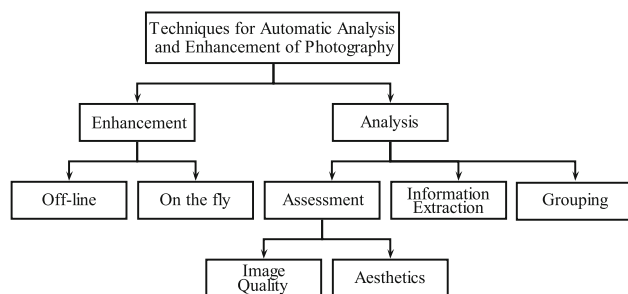 Techniques for Automatic Analysis
and Enhancement of Photography
Enhancement
Analysis
Off-line
On the fly
Assessment
Information
Extraction
Grouping
Image
Quality
Aesthetics